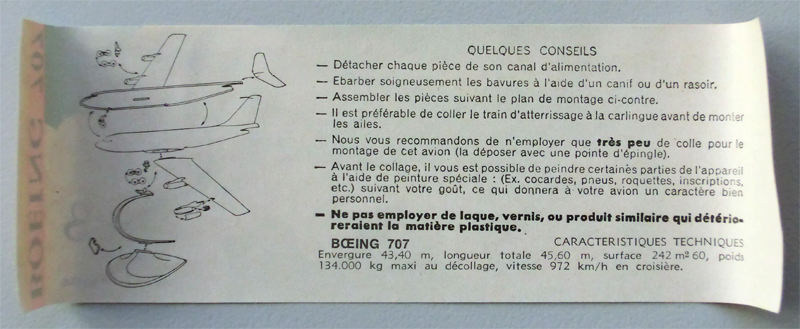 BOEING 707
QUELQUES CONSEILS
— Détacher chaque pièce de son canal d'alimentation.
— Ebarber soigneusement les bavures à l'aide d'un canif ou d'un rasoir.
— Assembler les pièces suivant le plan de montage ci-contre.
— Il est préférable de coller le train d'atterrissage à la carlingue avant de monter
les ailes.
— Nous vous recommandons de n'employer que très peu de colle pour le
montage de cet avion (la déposer avec une pointe d'épingle).
— Avant le collage, il vous est possible de peindre certaines parties de l'appareil
à l'aide de peinture spéciale : (Ex. cocardes, pneus, roquettes, inscriptions,
etc.) suivant votre goût, ce qui donnera à votre avion un caractère bien
personnel.
— Ne pas employer de laque, vernis, ou produit similaire qui détério-
reraient la matière plastique.
BŒING 707 CARACTERISTIQUES TECHNIQUES
Envergure 43,40 m, longueur totale 45,60 m, surface 242 m² 60, poids
134.000 kg maxi au décollage, vitesse 972 km/h en croisière.